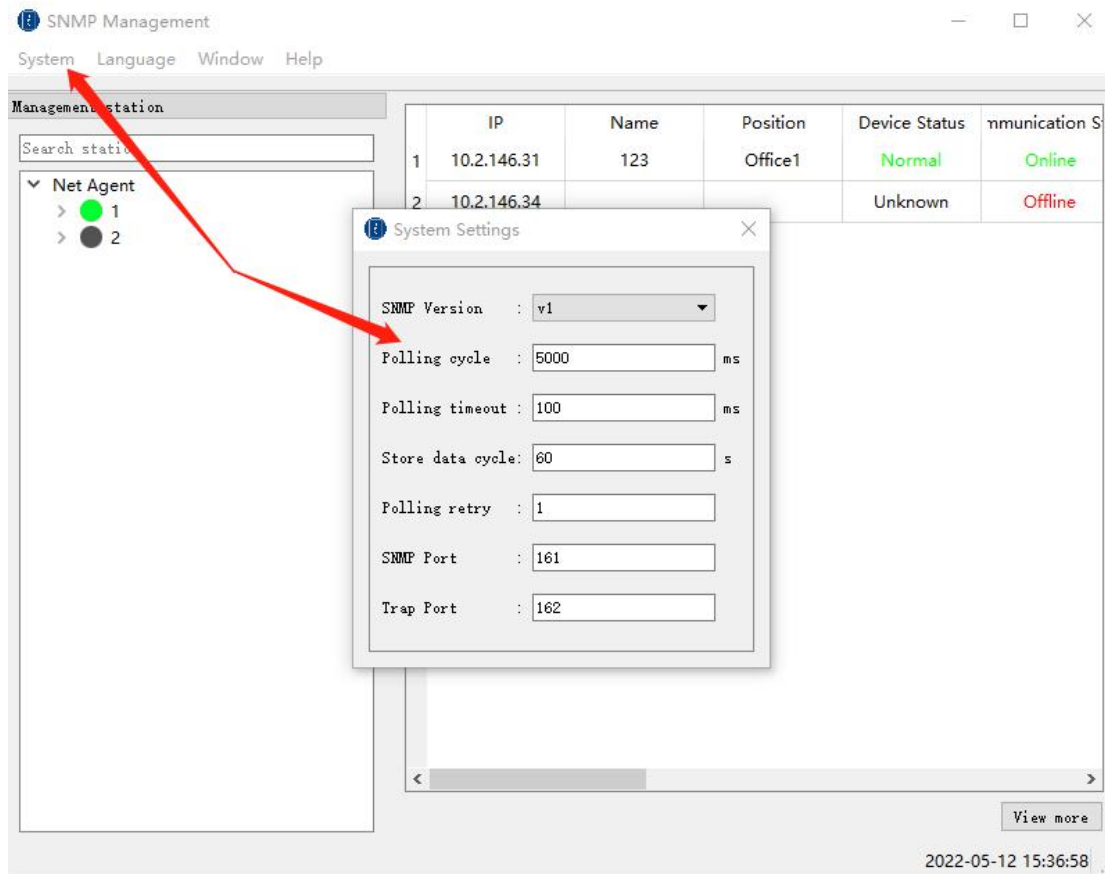 SNMP Management
System Language Window Help
Management station
Search station
Net Agent
1
2
IP Name Position Device Status mmunication S
1 10.2.146.31 123 Office1 Normal Online
2 10.2.146.34 Unknown Offline
System Settings
SNMP Version : v1
Polling cycle : 5000 ms
Polling timeout : 100 ms
Store data cycle: 60 s
Polling retry : 1
SNMP Port : 161
Trap Port : 162
View more
2022-05-12 15:36:58